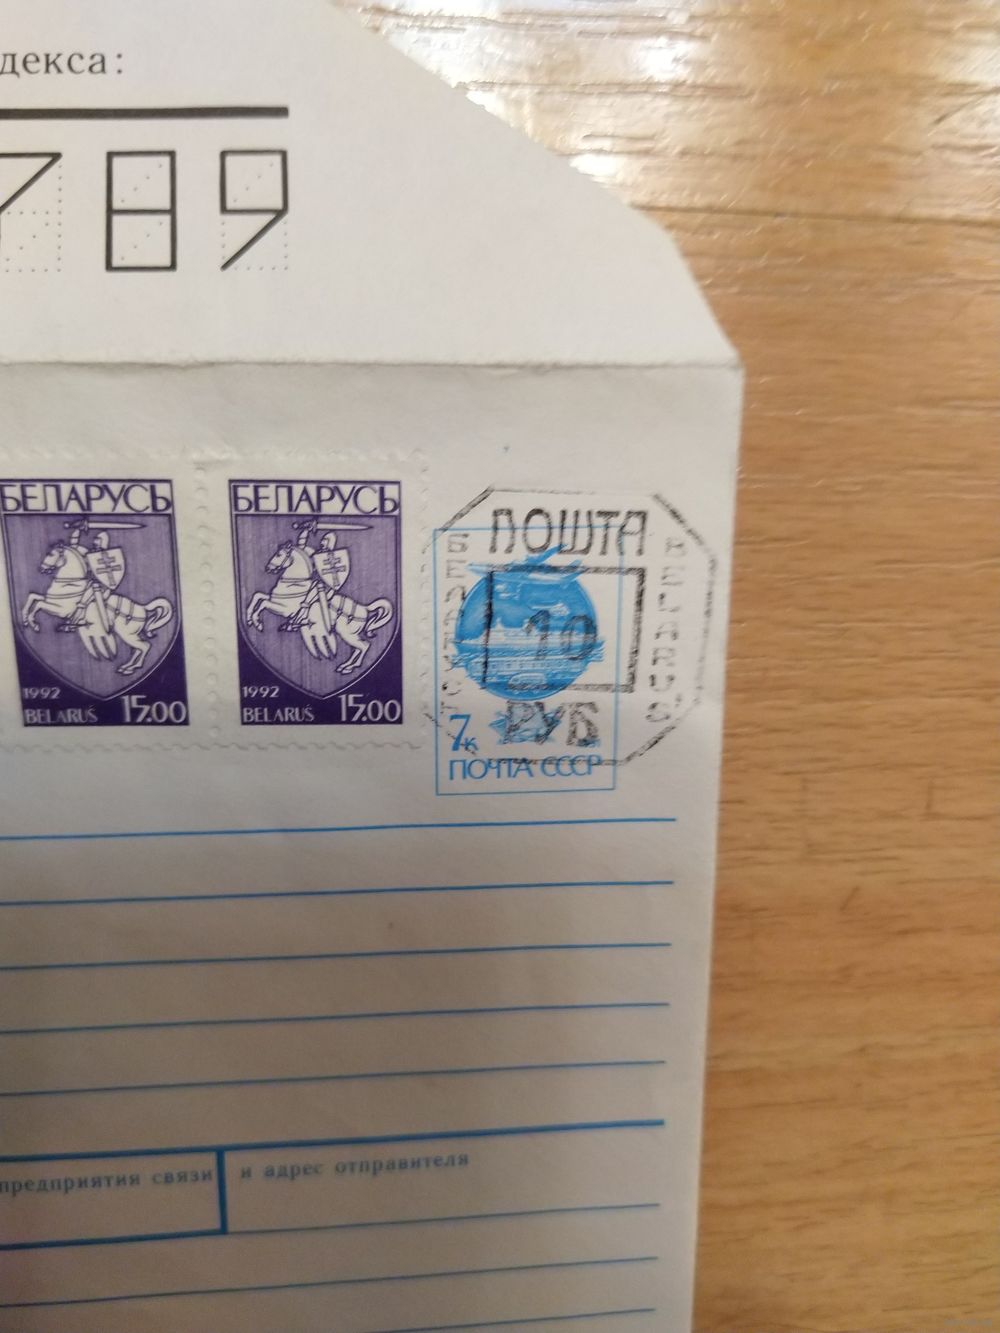 декса:
789
БЕЛАРУСЬ
1992
BELARUS
15.00
БЕЛАРУСЬ
1992
BELARUS
15.00
ПОШТА
10
РУБ
7к
ПОЧТА СССР
предприятия связи
и адрес отправителя